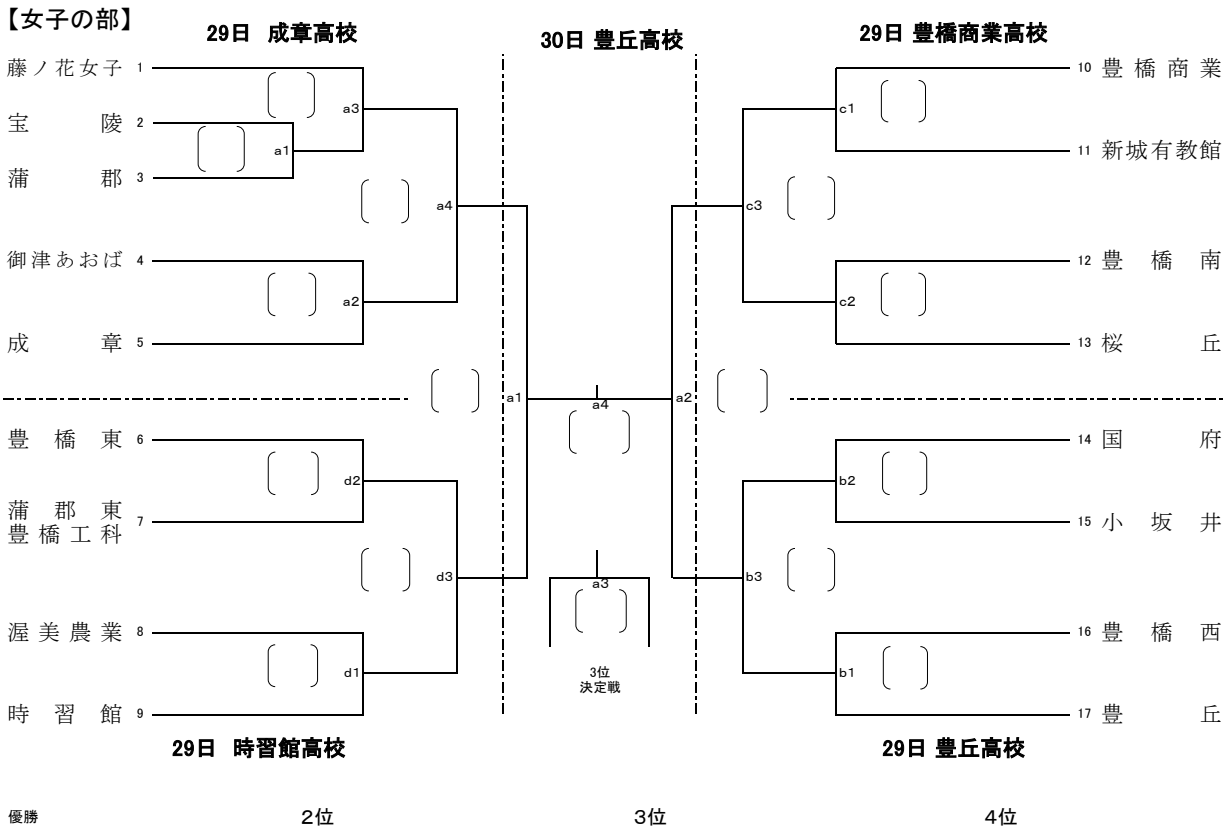 【女子の部】
29日 成章高校
30日 豊丘高校
29日 豊橋商業高校
藤ノ花女子 1
宝陵 2
蒲郡 3
御津あおば 4
成章 5
a3
a1
a4
a2
豊橋東 6
蒲郡東
豊橋工科 7
渥美農業 8
時習館 9
d2
d3
d1
29日 時習館高校
a1
a4
a2
a3
3位
決定戦
10 豊橋商業
11 新城有教館
12 豊橋南
13 桜丘
c1
c3
c2
14 国府
15 小坂井
16 豊橋西
17 豊丘
b2
b3
b1
29日 豊丘高校
優勝
2位
3位
4位